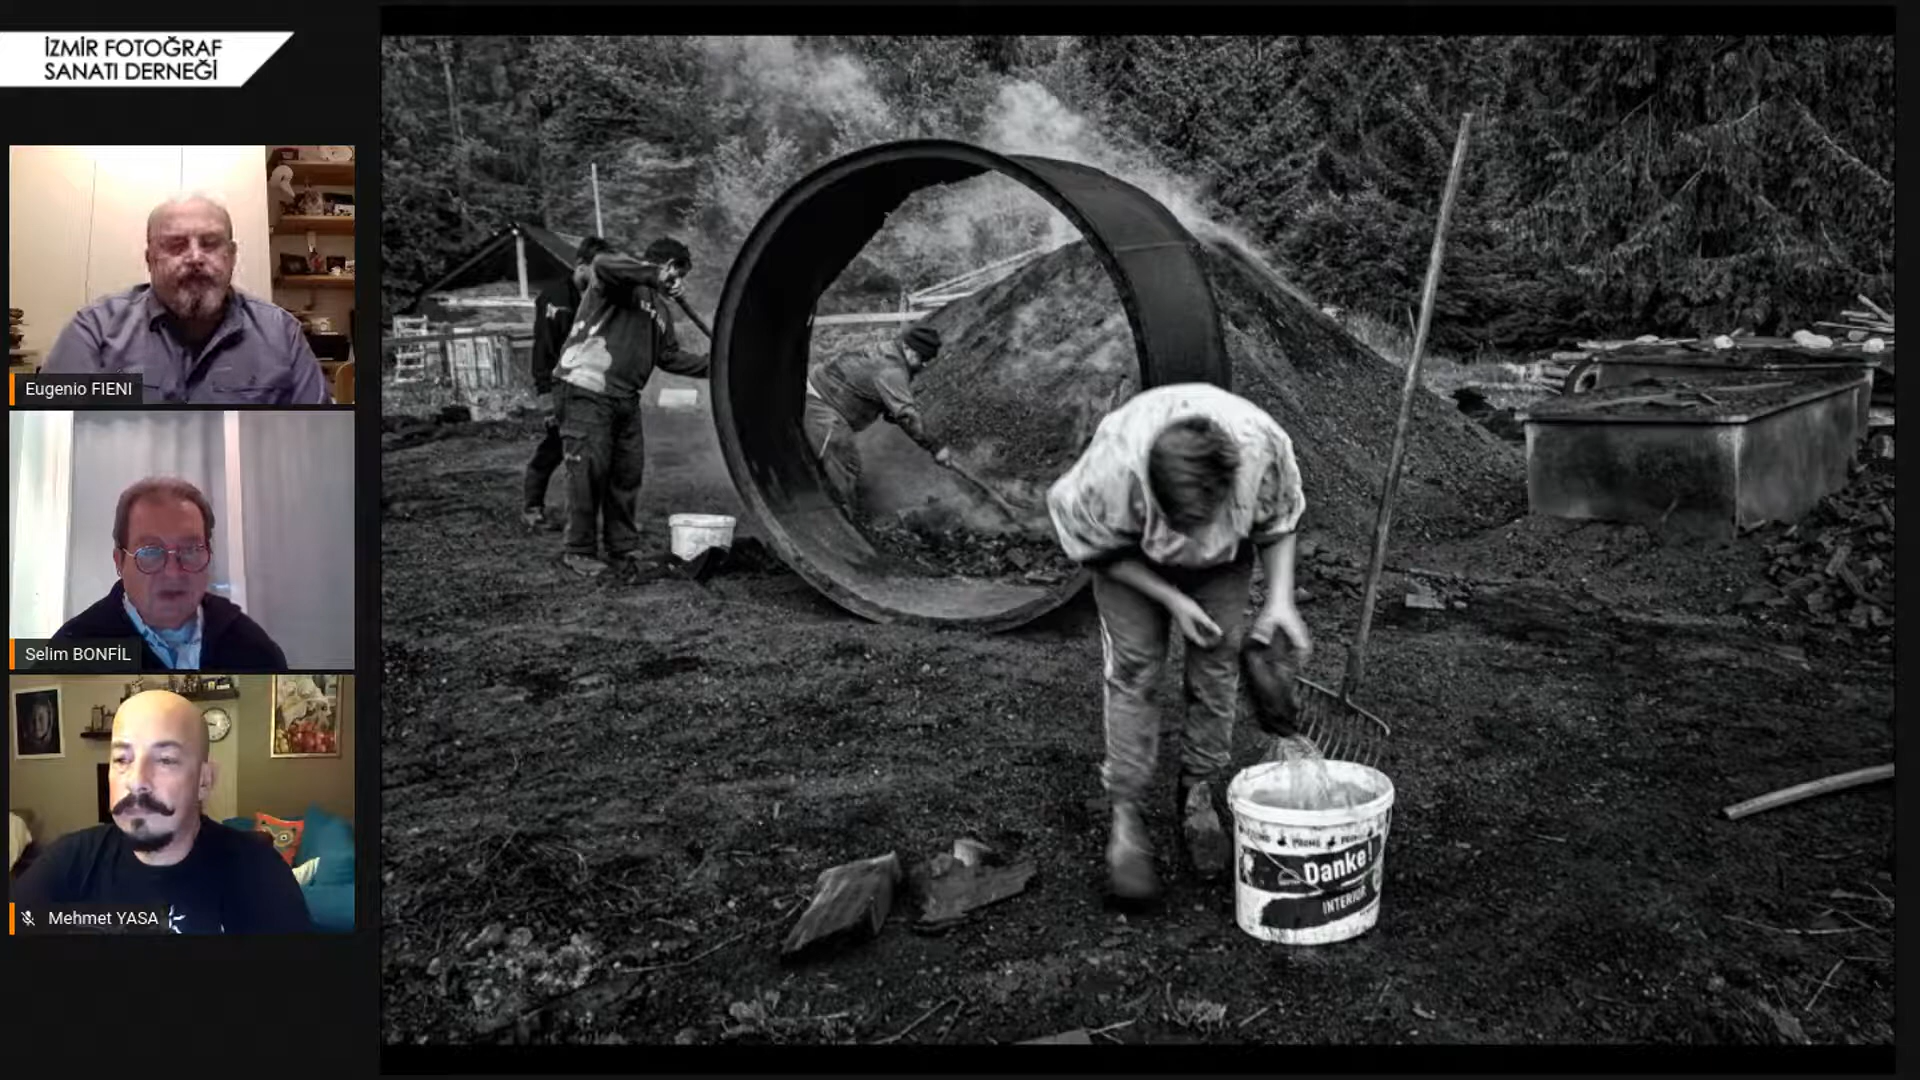 İZMİR FOTOĞRAF
SANATI DERNEĞİ
Eugenio FIENI
Selim BONFİL
Mehmet YASA
Danke!
INTERIOR